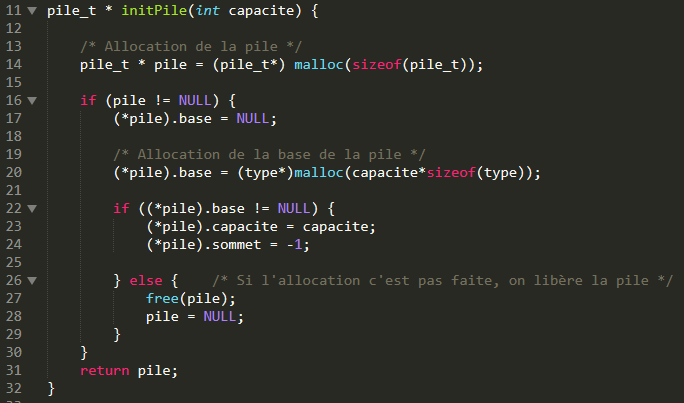 11 pile_t * initPile(int capacite) {
12
13 /* Allocation de la pile */
14 pile_t * pile = (pile_t*) malloc(sizeof(pile_t));
15
16 if (pile != NULL) {
17 (*pile).base = NULL;
18
19 /* Allocation de la base de la pile */
20 (*pile).base = (type*)malloc(capacite*sizeof(type));
21
22 if ((*pile).base != NULL) {
23 (*pile).capacite = capacite;
24 (*pile).sommet = -1;
25
26 } else { /* Si l'allocation c'est pas faite, on libère la pile */
27 free(pile);
28 pile = NULL;
29 }
30 }
31 return pile;
32 }